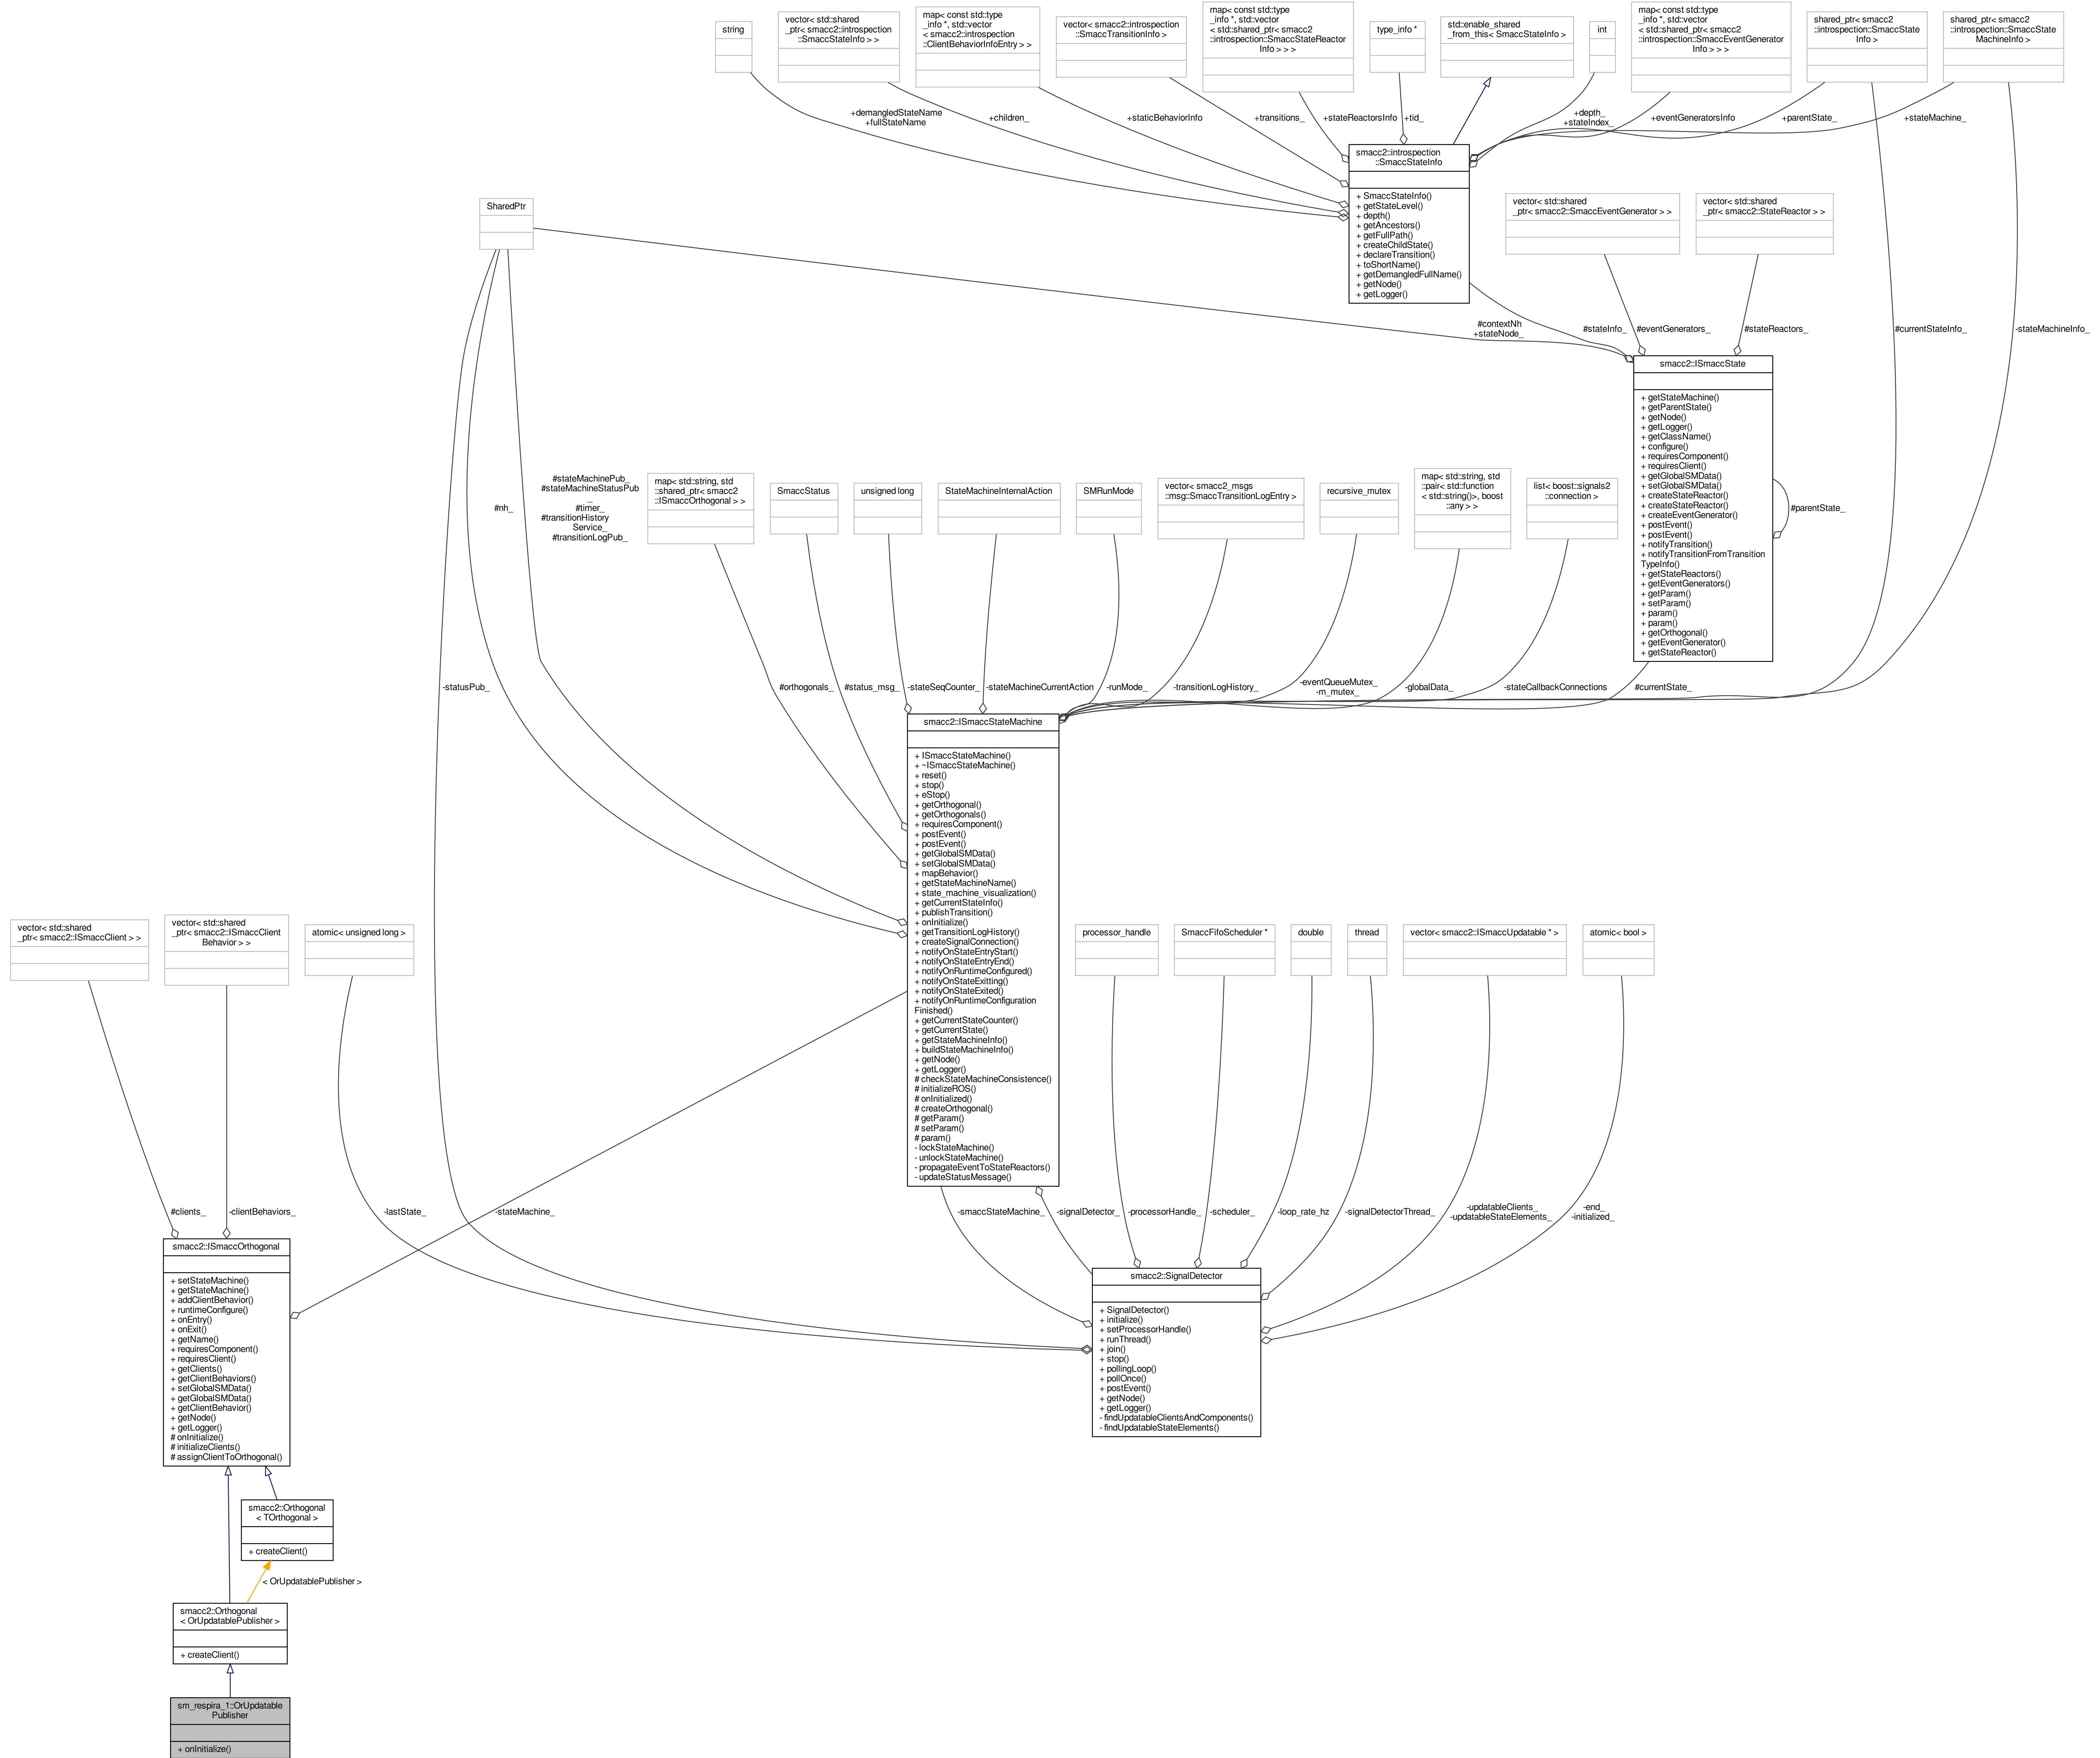 string
vector< std::shared
_ptr< smacc2::introspection
::SmaccStateInfo > >
map< const std::type
_info *, std::vector
< smacc2::introspection
::ClientBehaviorInfoEntry > >
vector< smacc2::introspection
::SmaccTransitionInfo >
map< const std::type
_info *, std::vector
< std::shared_ptr< smacc2
::introspection::SmaccStateReactor
Info > > >
type_info *
std::enable_shared
_from_this< SmaccStateInfo >
int
map< const std::type
_info *, std::vector
< std::shared_ptr< smacc2
::introspection::SmaccEventGenerator
Info > > >
shared_ptr< smacc2
::introspection::SmaccState
Info >
shared_ptr< smacc2
::introspection::SmaccState
MachineInfo >
+demangledStateName
+fullStateName
+children_
+staticBehaviorInfo
+transitions_
+stateReactorsInfo
+tid_
+depth_
+stateIndex_
+eventGeneratorsInfo
+parentState_
+stateMachine_
smacc2::introspection
::SmaccStateInfo
+ SmaccStateInfo()
+ getStateLevel()
+ depth()
+ getAncestors()
+ getFullPath()
+ createChildState()
+ declareTransition()
+ toShortName()
+ getDemangledFullName()
+ getNode()
+ getLogger()
SharedPtr
vector< std::shared
_ptr< smacc2::SmaccEventGenerator > >
vector< std::shared
_ptr< smacc2::StateReactor > >
#contextNh
+stateNode_
#stateInfo_
#eventGenerators_
#stateReactors_
#currentStateInfo_
-stateMachineInfo_
smacc2::ISmaccState
+ getStateMachine()
+ getParentState()
+ getNode()
+ getLogger()
+ getClassName()
+ configure()
+ requiresComponent()
+ requiresClient()
+ getGlobalSMData()
+ setGlobalSMData()
+ createStateReactor()
+ createStateReactor()
+ createEventGenerator()
+ postEvent()
+ postEvent()
+ notifyTransition()
+ notifyTransitionFromTransition
TypeInfo()
+ getStateReactors()
+ getEventGenerators()
+ getParam()
+ setParam()
+ param()
+ param()
+ getOrthogonal()
+ getEventGenerator()
+ getStateReactor()
#parentState_
#nh_
#stateMachinePub_
#stateMachineStatusPub
_
#timer_
#transitionHistory
Service_
#transitionLogPub_
map< std::string, std
::shared_ptr< smacc2
::ISmaccOrthogonal > >
SmaccStatus
unsigned long
StateMachineInternalAction
SMRunMode
vector< smacc2_msgs
::msg::SmaccTransitionLogEntry >
recursive_mutex
map< std::string, std
::pair< std::function
< std::string()>, boost
::any > >
list< boost::signals2
::connection >
-statusPub_
#orthogonals_
#status_msg_
-stateSeqCounter_
-stateMachineCurrentAction
-runMode_
-transitionLogHistory_
-eventQueueMutex_
-m_mutex_
-globalData_
-stateCallbackConnections
#currentState_
smacc2::ISmaccStateMachine
+ ISmaccStateMachine()
+ ~ISmaccStateMachine()
+ reset()
+ stop()
+ eStop()
+ getOrthogonal()
+ getOrthogonals()
+ requiresComponent()
+ postEvent()
+ postEvent()
+ getGlobalSMData()
+ setGlobalSMData()
+ mapBehavior()
+ getStateMachineName()
+ state_machine_visualization()
+ getCurrentStateInfo()
+ publishTransition()
+ onInitialize()
+ getTransitionLogHistory()
+ createSignalConnection()
+ notifyOnStateEntryStart()
+ notifyOnStateEntryEnd()
+ notifyOnRuntimeConfigured()
+ notifyOnStateExitting()
+ notifyOnStateExited()
+ notifyOnRuntimeConfiguration
Finished()
+ getCurrentStateCounter()
+ getCurrentState()
+ getStateMachineInfo()
+ buildStateMachineInfo()
+ getNode()
+ getLogger()
# checkStateMachineConsistence()
# initializeROS()
# onInitialized()
# createOrthogonal()
# getParam()
# setParam()
# param()
- lockStateMachine()
- unlockStateMachine()
- propagateEventToStateReactors()
- updateStatusMessage()
vector< std::shared
_ptr< smacc2::ISmaccClient > >
vector< std::shared
_ptr< smacc2::ISmaccClient
Behavior > >
atomic< unsigned long >
processor_handle
SmaccFifoScheduler *
double
thread
vector< smacc2::ISmaccUpdatable * >
atomic< bool >
#clients_
-clientBehaviors_
-lastState_
-stateMachine_
-smaccStateMachine_
-signalDetector_
-processorHandle_
-scheduler_
-loop_rate_hz
-signalDetectorThread_
-updatableClients_
-updatableStateElements_
-end_
-initialized_
smacc2::ISmaccOrthogonal
+ setStateMachine()
+ getStateMachine()
+ addClientBehavior()
+ runtimeConfigure()
+ onEntry()
+ onExit()
+ getName()
+ requiresComponent()
+ requiresClient()
+ getClients()
+ getClientBehaviors()
+ setGlobalSMData()
+ getGlobalSMData()
+ getClientBehavior()
+ getNode()
+ getLogger()
# onInitialize()
# initializeClients()
# assignClientToOrthogonal()
smacc2::SignalDetector
+ SignalDetector()
+ initialize()
+ setProcessorHandle()
+ runThread()
+ join()
+ stop()
+ pollingLoop()
+ pollOnce()
+ postEvent()
+ getNode()
+ getLogger()
- findUpdatableClientsAndComponents()
- findUpdatableStateElements()
smacc2::Orthogonal
< TOrthogonal >
+ createClient()
< OrUpdatablePublisher >
smacc2::Orthogonal
< OrUpdatablePublisher >
+ createClient()
sm_respira_1::OrUpdatable
Publisher
+ onInitialize()